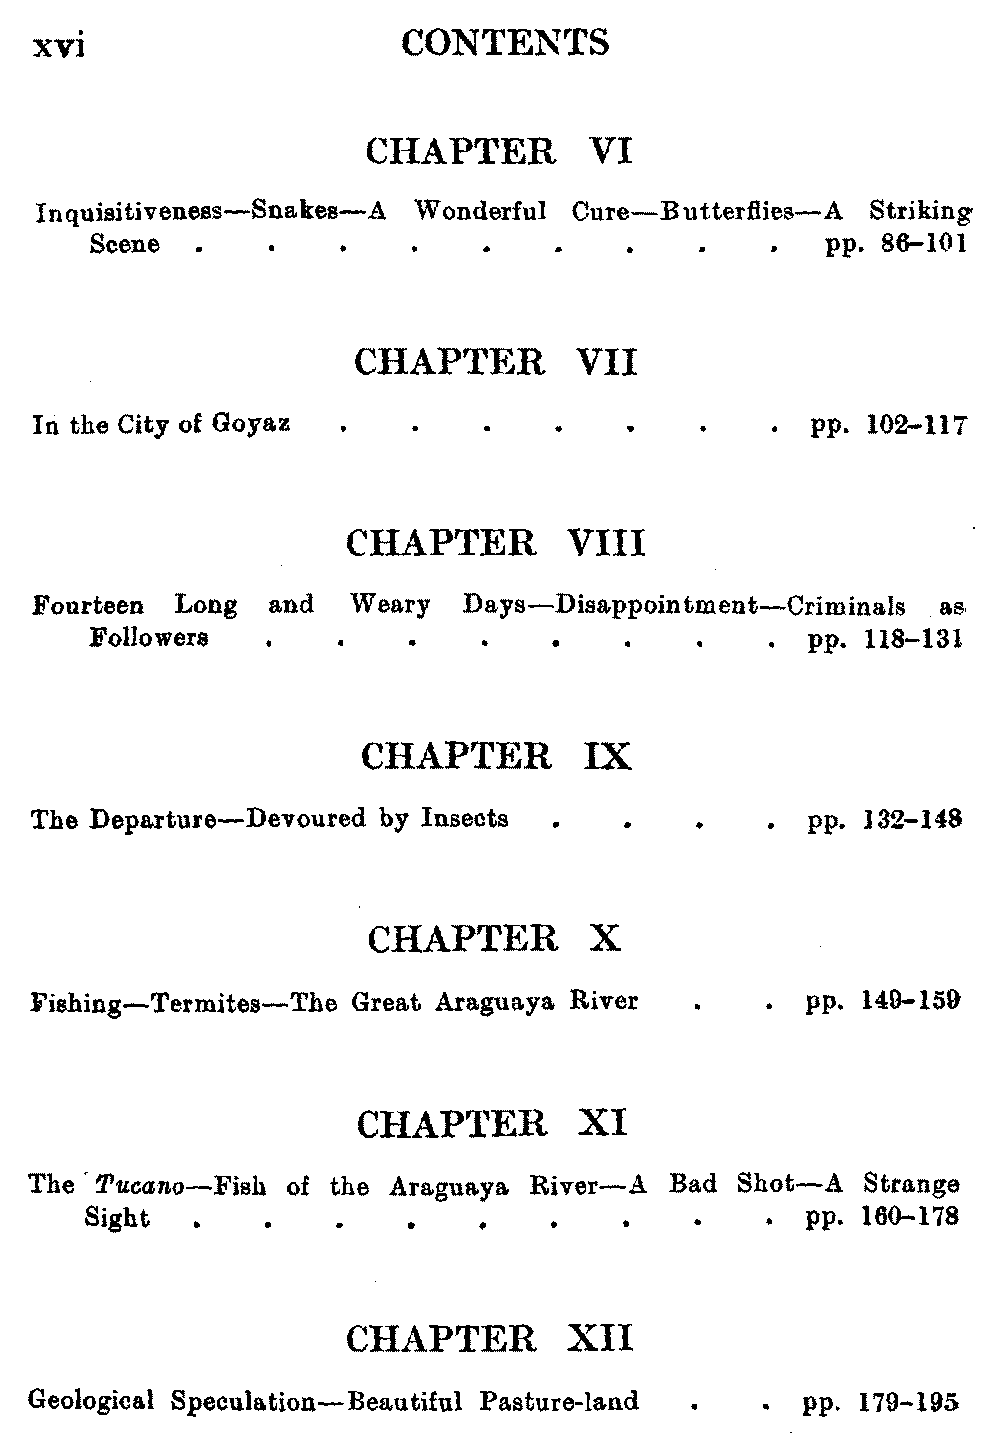 xvi CONTENTS
CHAPTER VI
Inquisitiveness—Snakes—A Wonderful Cure—Butterflies—A Striking
Scene . . . . . . . . . pp. 86-101
CHAPTER VII
In the City of Goyaz . . . . . . . pp. 102-117
CHAPTER VIII
Fourteen Long and Weary Days—Disappointment—Criminals as
Followers . . . . . . . . pp. 118-131
CHAPTER IX
The Departure—Devoured by Insects . . . . pp. 132-148
CHAPTER X
Fishing—Termites—The Great Araguaya River . . pp. 149-159
CHAPTER XI
The Tucano—Fish of the Araguaya River—A Bad Shot—A Strange
Sight . . . . . . . . . pp. 160-178
CHAPTER XII
Geological Speculation—Beautiful Pasture-land . . pp. 179-195